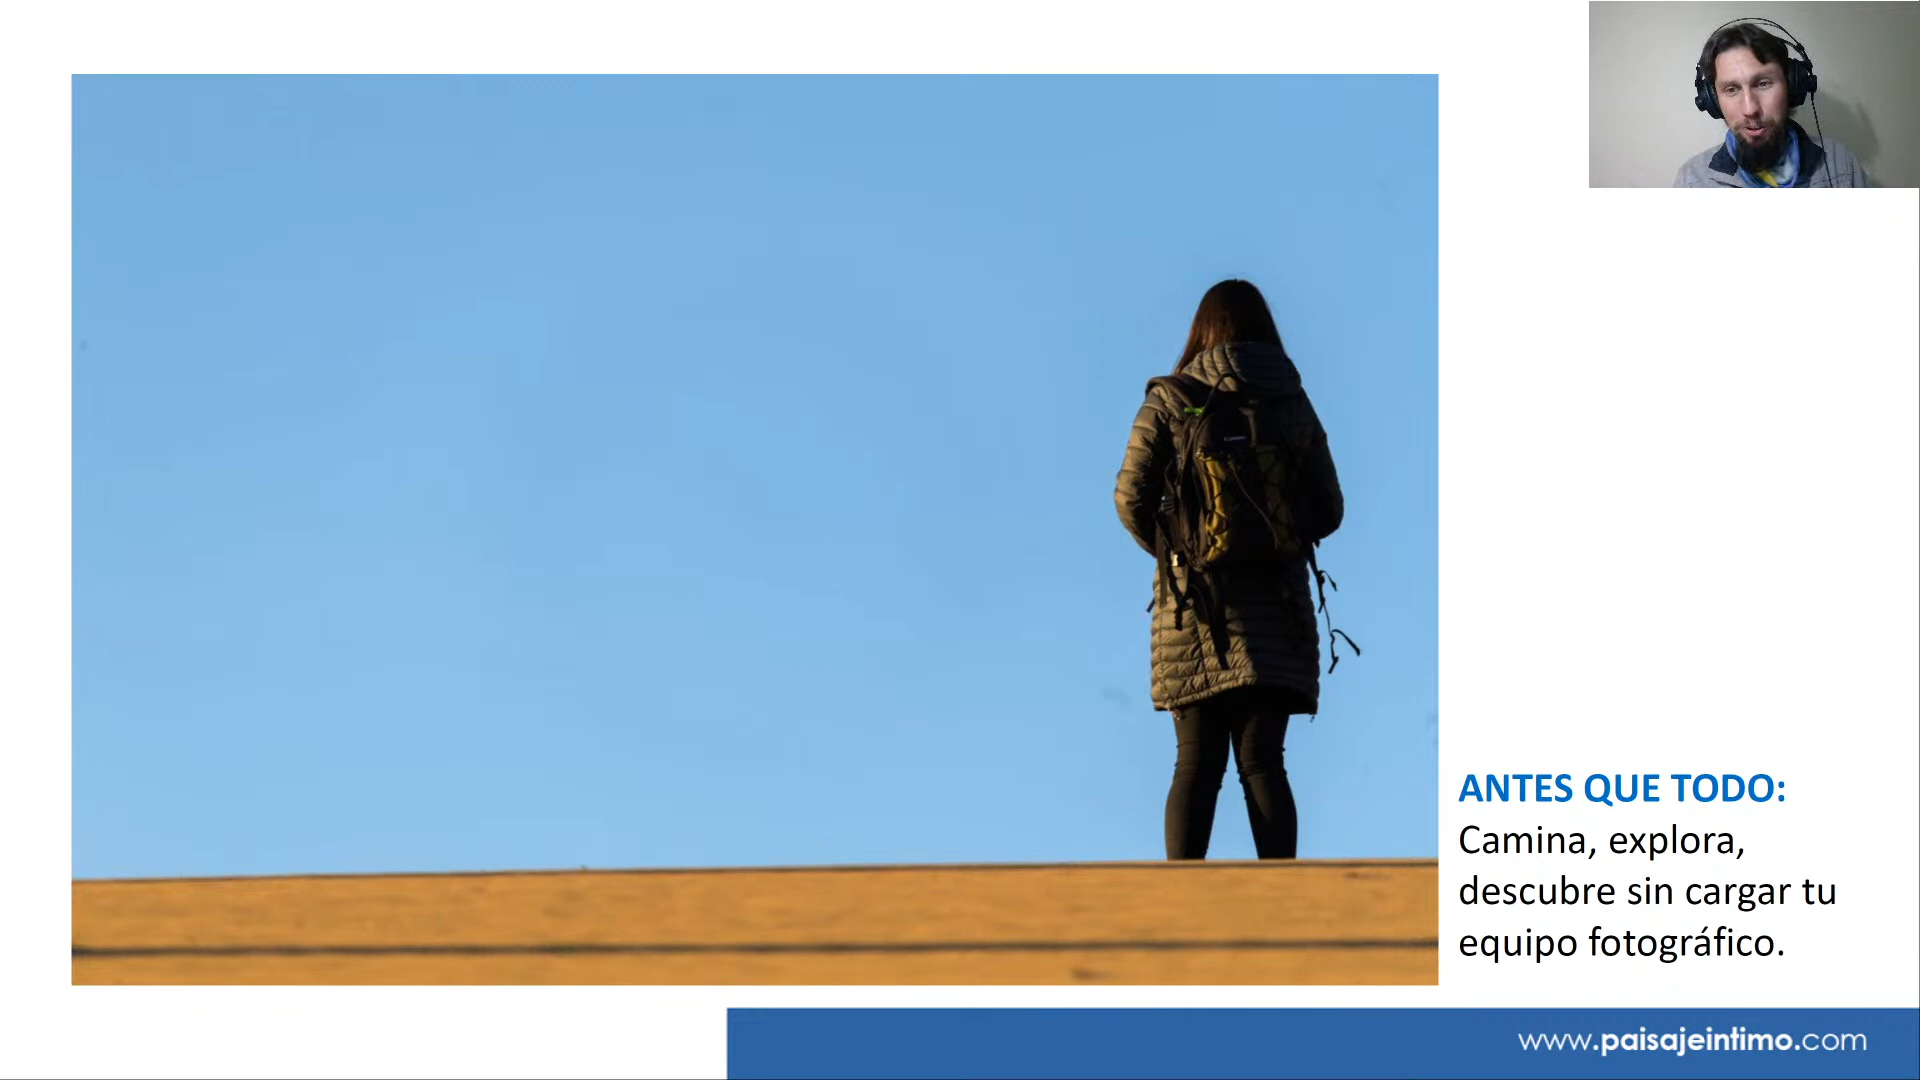 ANTES QUE TODO:
Camina, explora,
descubre sin cargar tu
equipo fotográfico.
www.paisajeintimo.com